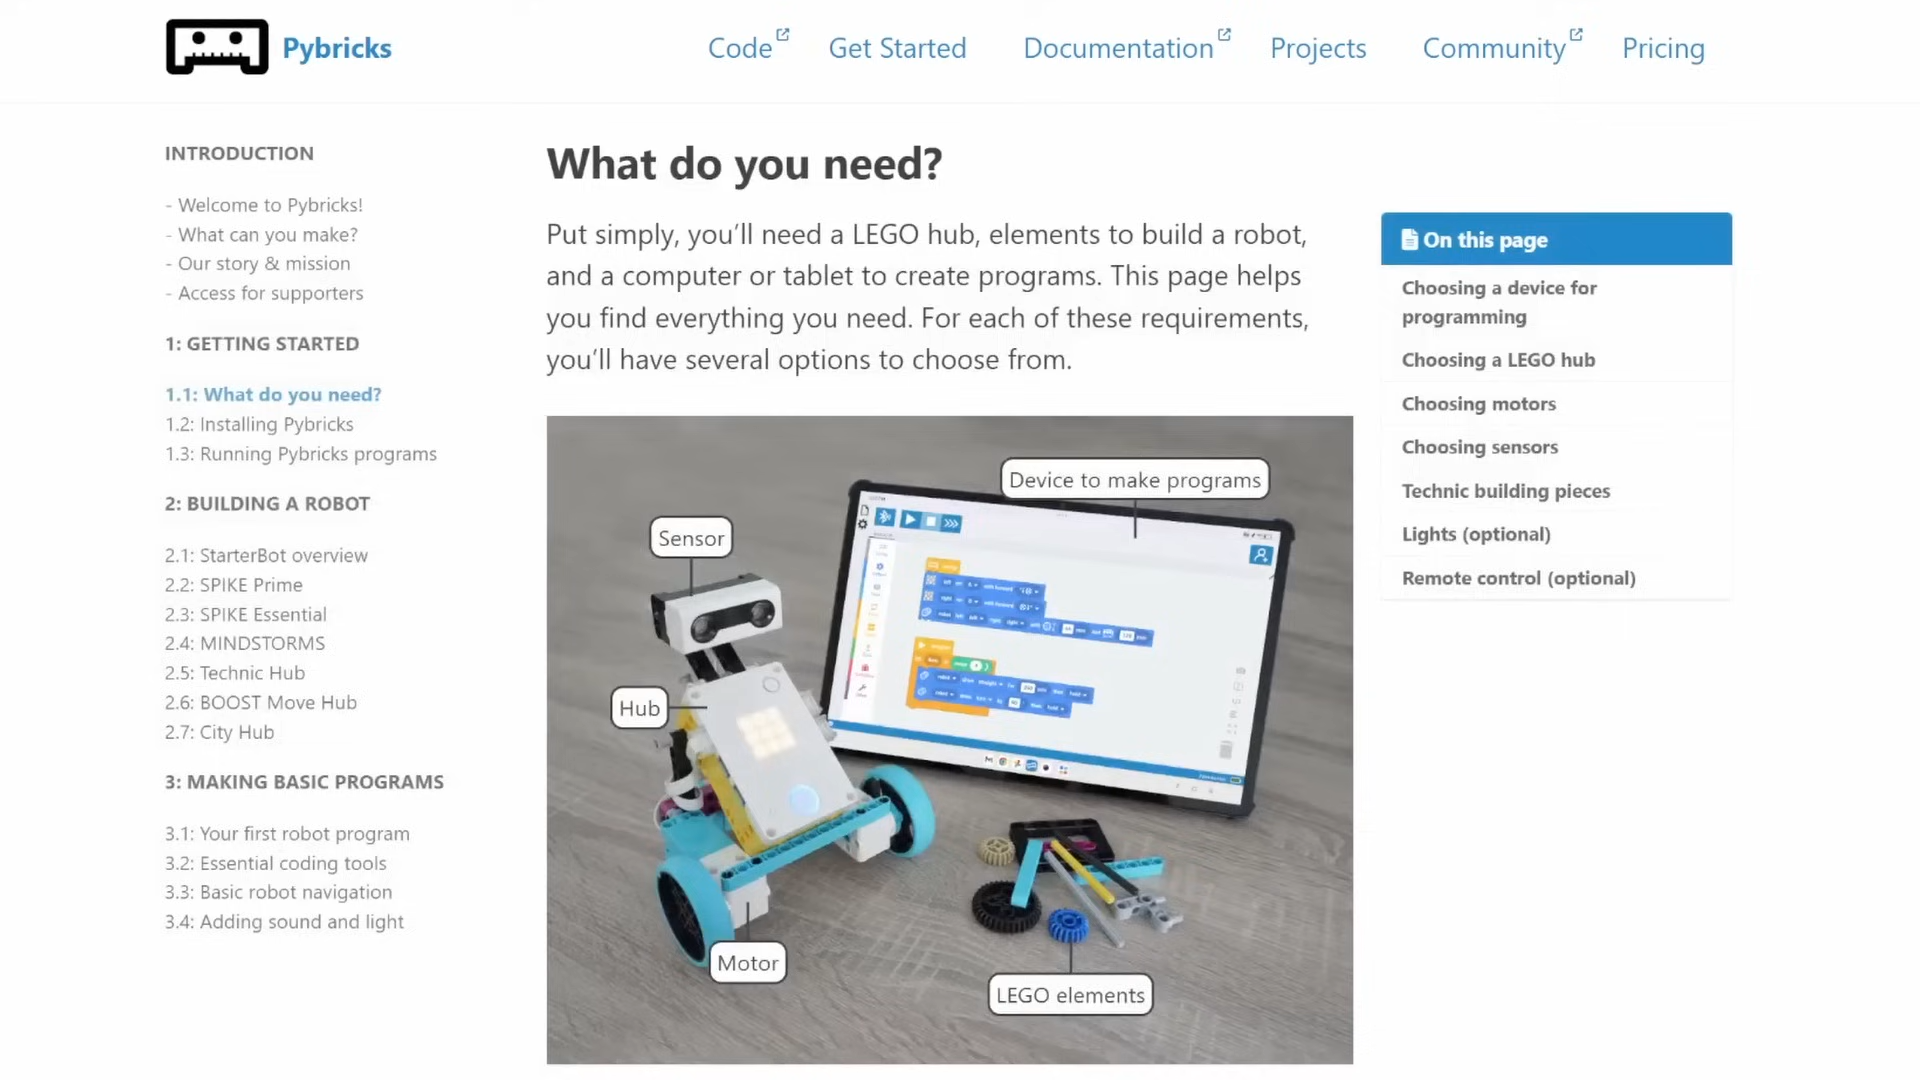 Pybricks
Code
Get Started
Documentation
Projects
Community
Pricing
INTRODUCTION
- Welcome to Pybricks!
- What can you make?
- Our story & mission
- Access for supporters
1: GETTING STARTED
1.1: What do you need?
1.2: Installing Pybricks
1.3: Running Pybricks programs
2: BUILDING A ROBOT
2.1: StarterBot overview
2.2: SPIKE Prime
2.3: SPIKE Essential
2.4: MINDSTORMS
2.5: Technic Hub
2.6: BOOST Move Hub
2.7: City Hub
3: MAKING BASIC PROGRAMS
3.1: Your first robot program
3.2: Essential coding tools
3.3: Basic robot navigation
3.4: Adding sound and light
What do you need?
Put simply, you’ll need a LEGO hub, elements to build a robot,
and a computer or tablet to create programs. This page helps
you find everything you need. For each of these requirements,
you’ll have several options to choose from.
Device to make programs
Sensor
Hub
Motor
LEGO elements
On this page
Choosing a device for
programming
Choosing a LEGO hub
Choosing motors
Choosing sensors
Technic building pieces
Lights (optional)
Remote control (optional)